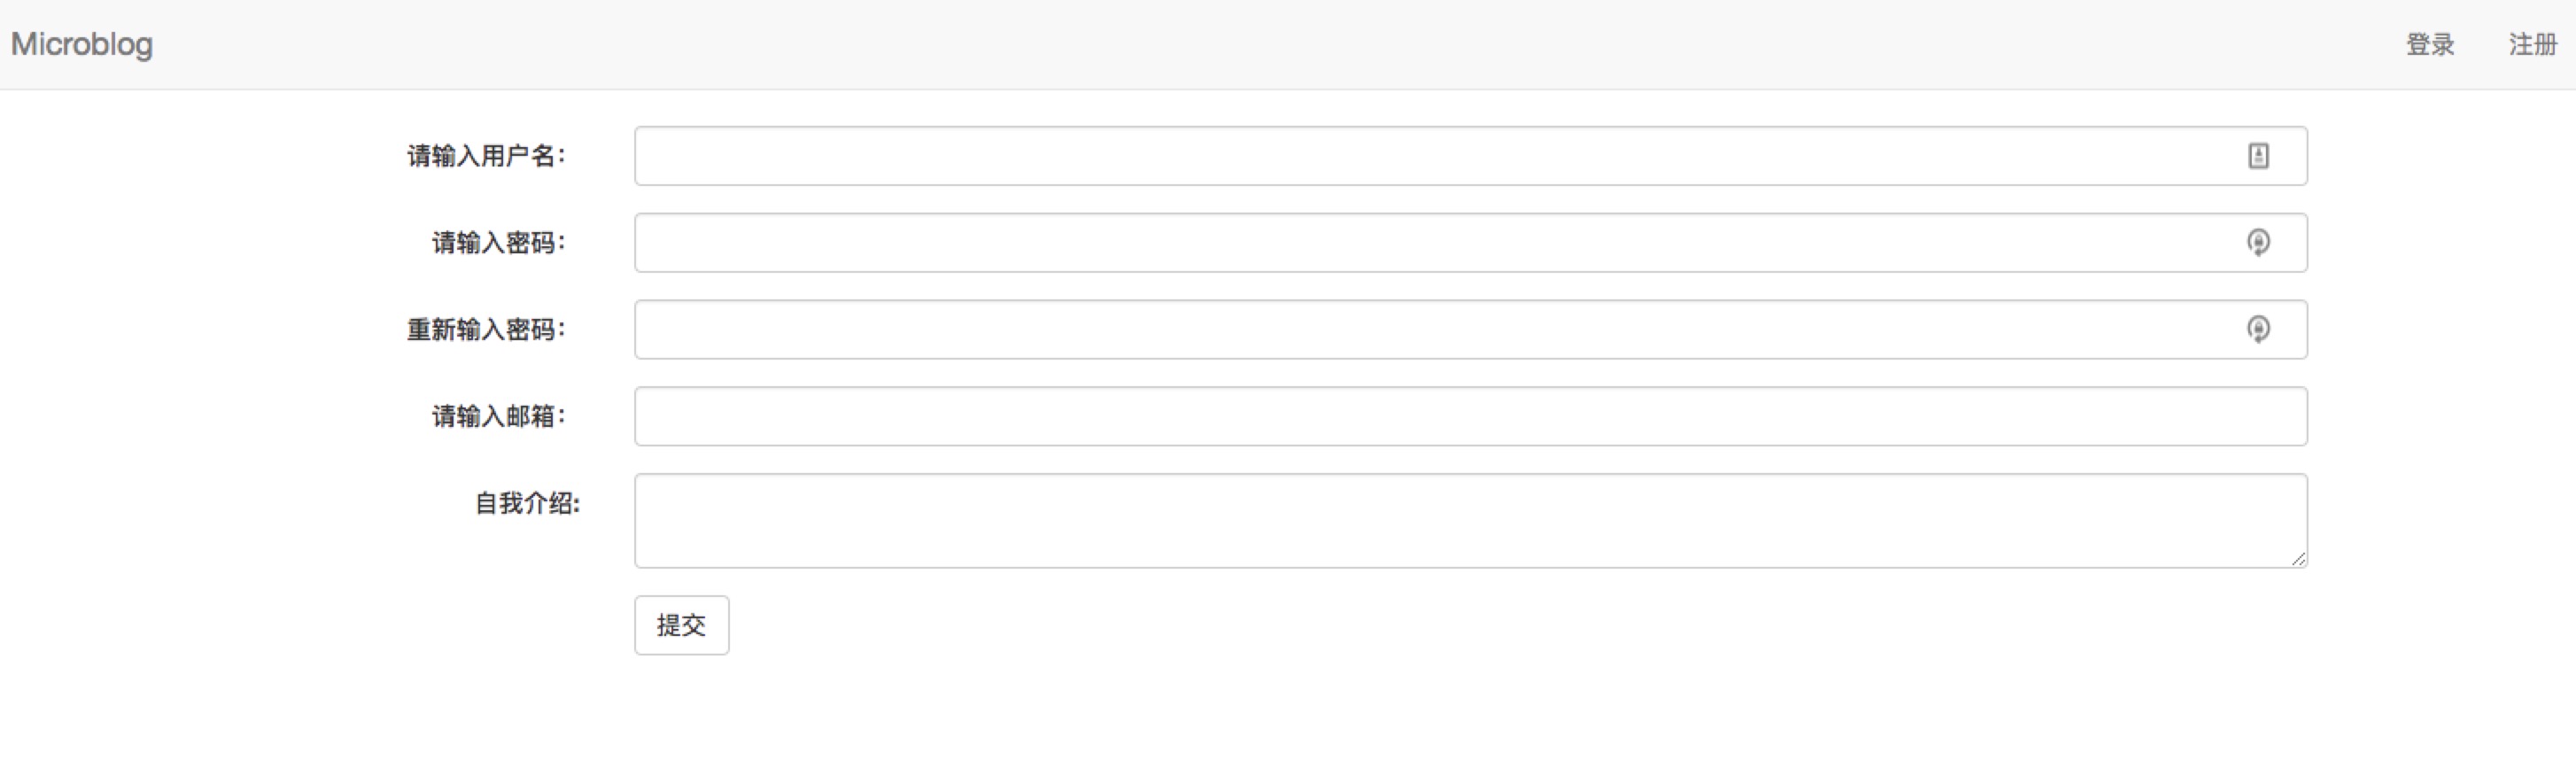 Microblog 登录 注册
请输入用户名：
请输入密码：
重新输入密码：
请输入邮箱：
自我介绍:
提交